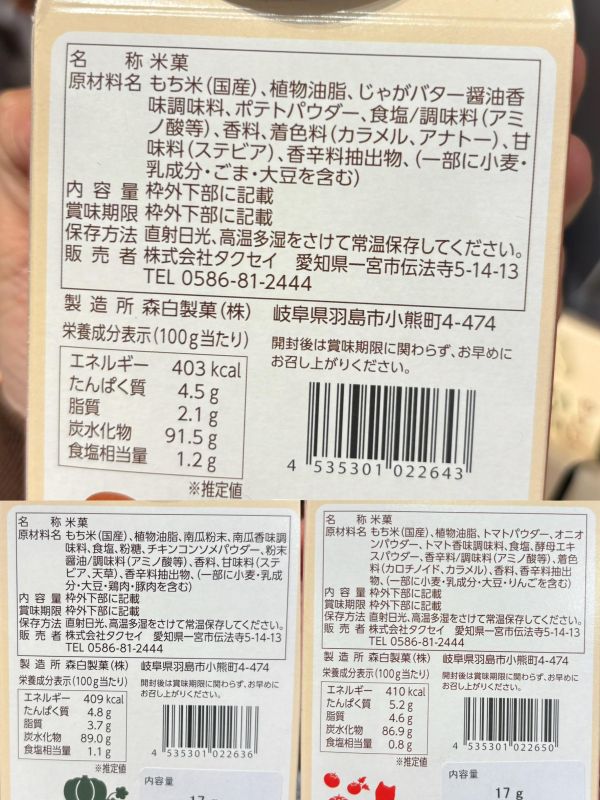 名　　称 米菓
原材料名 もち米(国産)、植物油脂、じゃがバター醤油香
味調味料、ポテトパウダー、食塩/調味料(アミ
ノ酸等)、香料、着色料(カラメル、アナトー)、甘
味料(ステビア)、香辛料抽出物、(一部に小麦・
乳成分・ごま・大豆を含む)
内 容 量 枠外下部に記載
賞味期限 枠外下部に記載
保存方法 直射日光、高温多湿をさけて常温保存してください。
販 売 者 株式会社タクセイ　愛知県一宮市伝法寺5-14-13
TEL 0586-81-2444
製 造 所 森白製菓(株)　岐阜県羽島市小熊町4-474
栄養成分表示(100g当たり)
エネルギー 403 kcal
たんぱく質 4.5 g
脂質 2.1 g
炭水化物 91.5 g
食塩相当量 1.2 g
※推定値
開封後は賞味期限に関わらず、お早めに
お召し上がりください。
4 535301 022643
名　　称 米菓
原材料名 もち米(国産)、植物油脂、南瓜粉末、南瓜香味調
味料、食塩、粉糖、チキンコンソメパウダー、粉末
醤油/調味料(アミノ酸等)、香料、甘味料(ステ
ビア、天草)、香辛料抽出物、(一部に小麦・乳成
分・大豆・鶏肉・豚肉を含む)
内 容 量 枠外下部に記載
賞味期限 枠外下部に記載
保存方法 直射日光、高温多湿をさけて常温保存してください。
販 売 者 株式会社タクセイ　愛知県一宮市伝法寺5-14-13
TEL 0586-81-2444
製 造 所 森白製菓(株)　岐阜県羽島市小熊町4-474
栄養成分表示(100g当たり)
エネルギー 409 kcal
たんぱく質 4.8 g
脂質 3.7 g
炭水化物 89.0 g
食塩相当量 1.1 g
※推定値
開封後は賞味期限に関わらず、お早めに
お召し上がりください。
4 535301 022636
内容量
17 g
名　　称 米菓
原材料名 もち米(国産)、植物油脂、トマトパウダー、オニオ
ンパウダー、トマト香味調味料、食塩、酵母エキ
スパウダー、香辛料/調味料(アミノ酸等)、着色
料(カロチノイド、カラメル)、香料、香辛料抽出
物、(一部に小麦・乳成分・大豆・りんごを含む)
内 容 量 枠外下部に記載
賞味期限 枠外下部に記載
保存方法 直射日光、高温多湿をさけて常温保存してください。
販 売 者 株式会社タクセイ　愛知県一宮市伝法寺5-14-13
TEL 0586-81-2444
製 造 所 森白製菓(株)　岐阜県羽島市小熊町4-474
栄養成分表示(100g当たり)
エネルギー 410 kcal
たんぱく質 5.2 g
脂質 4.6 g
炭水化物 86.9 g
食塩相当量 0.8 g
※推定値
開封後は賞味期限に関わらず、お早めに
お召し上がりください。
4 535301 022650
内容量
17 g